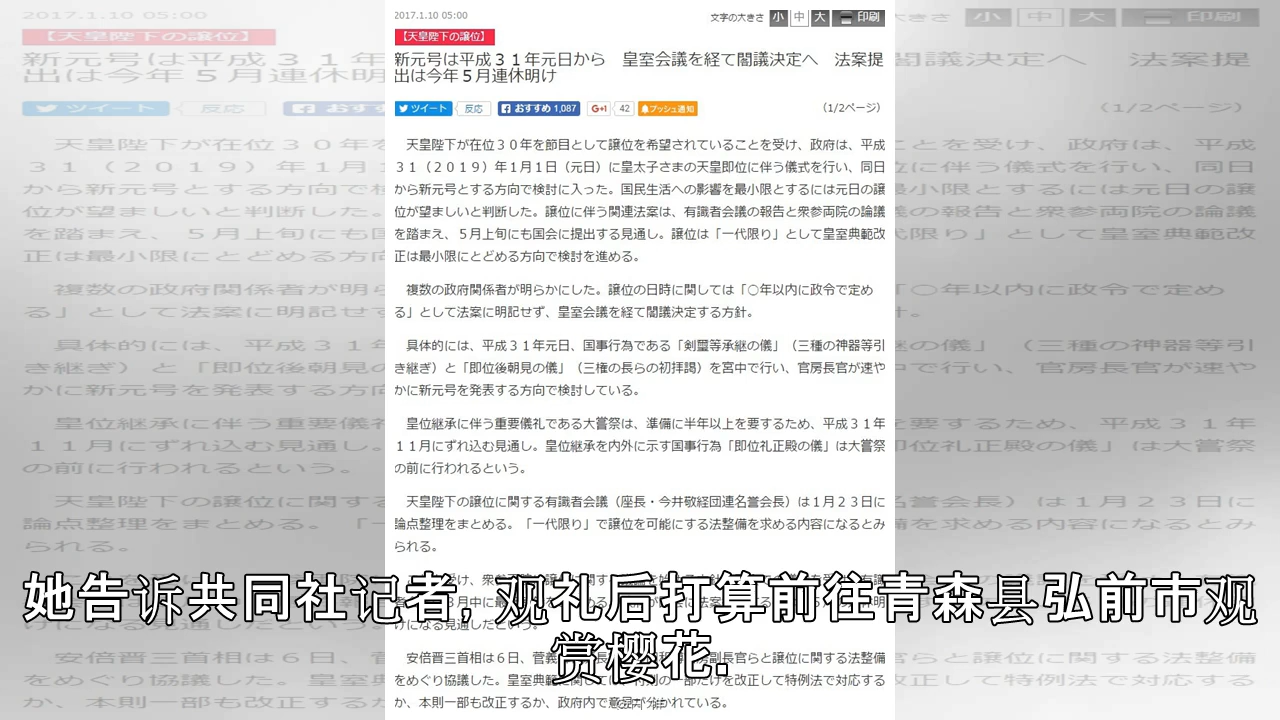 2017.1.10 05:00
文字の大きさ 小 中 大 印刷
【天皇陛下の譲位】
新元号は平成３１年元日から　皇室会議を経て閣議決定へ　法案提
出は今年５月連休明け
ツイート 反応 おすすめ 1,087 G+1 42 プッシュ通知 （1/2ページ）
天皇陛下が在位３０年を節目として譲位を希望されていることを受け、政府は、平成
３１（２０１９）年１月１日（元日）に皇太子さまの天皇即位に伴う儀式を行い、同日
から新元号とする方向で検討に入った。国民生活への影響を最小限とするには元日の譲
位が望ましいと判断した。譲位に伴う関連法案は、有識者会議の報告と衆参両院の論議
を踏まえ、５月上旬にも国会に提出する見通し。譲位は「一代限り」として皇室典範改
正は最小限にとどめる方向で検討を進める。
複数の政府関係者が明らかにした。譲位の日時に関しては「○年以内に政令で定め
る」として法案に明記せず、皇室会議を経て閣議決定する方針。
具体的には、平成３１年元日、国事行為である「剣璽等承継の儀」（三種の神器等引
き継ぎ）と「即位後朝見の儀」（三権の長らの初拝謁）を宮中で行い、官房長官が速や
かに新元号を発表する方向で検討している。
皇位継承に伴う重要儀礼である大嘗祭は、準備に半年以上を要するため、平成３１年
１１月にずれ込む見通し。皇位継承を内外に示す国事行為「即位礼正殿の儀」は大嘗祭
の前に行われるという。
天皇陛下の譲位に関する有識者会議（座長・今井敬経団連名誉会長）は１月２３日に
論点整理をまとめる。「一代限り」で譲位を可能にする法整備を求める内容になるとみ
られる。
她告诉共同社记者, 观礼后打算前往青森县弘前市观
赏樱花.
安倍晋三首相は６日、菅義
らと譲位に関する法整備
をめぐり協議した。皇室典範
一部だけを改正して特例法で対応する
か、本則一部も改正するか、政府内で意見が分かれている。